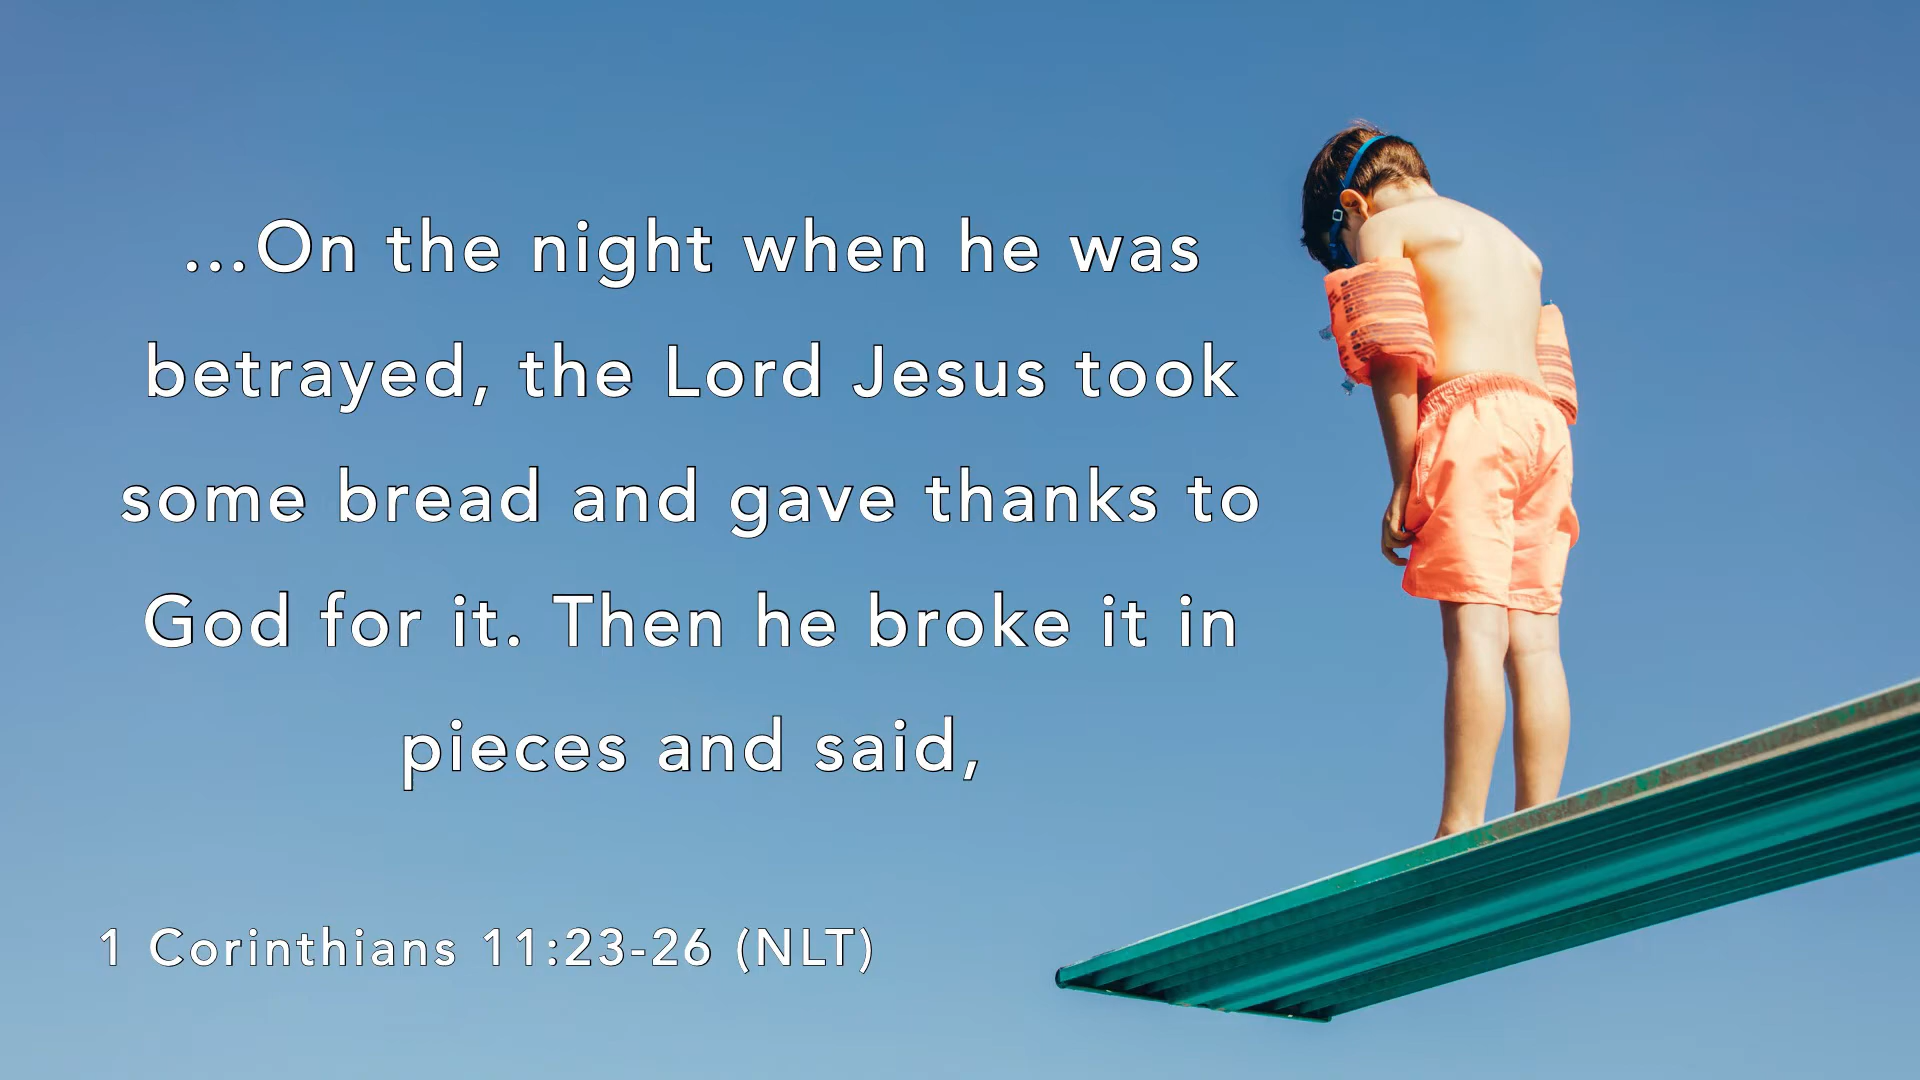 ...On the night when he was
betrayed, the Lord Jesus took
some bread and gave thanks to
God for it. Then he broke it in
pieces and said,
1 Corinthians 11:23-26 (NLT)